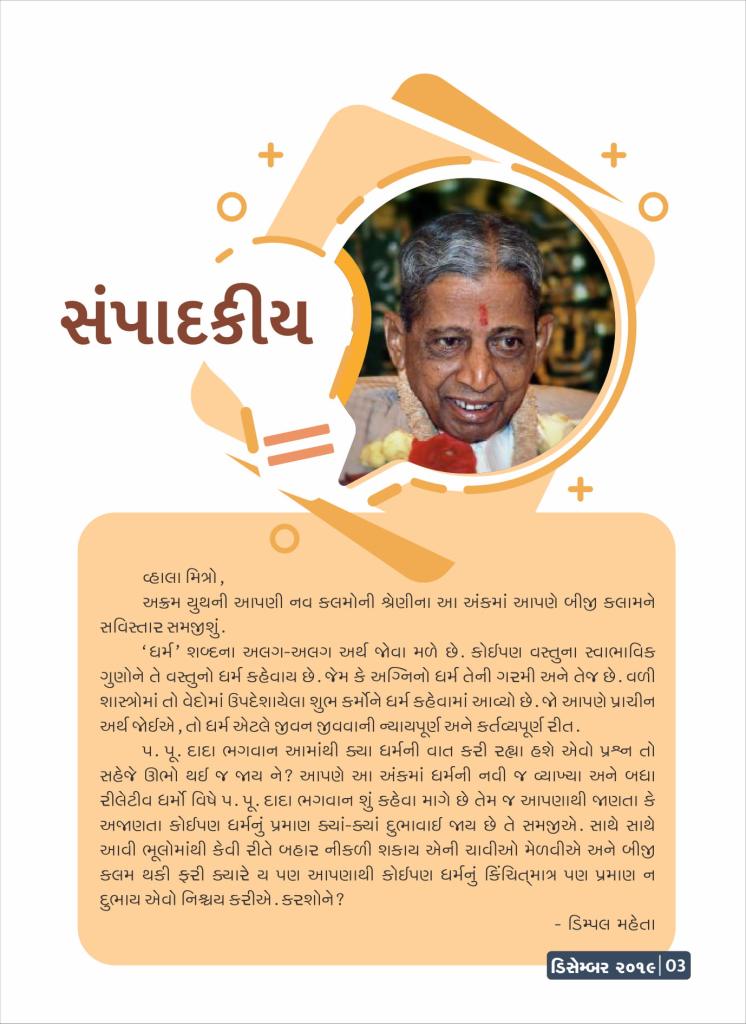 સંપાદકીય
વ્હાલા મિત્રો,
અક્રમ યુથની આપણી નવ કલમોની શ્રેણીના આ અંકમાં આપણે બીજી કલામને
સવિસ્તાર સમજીશું.
‘ધર્મ’ શબ્દના અલગ-અલગ અર્થ જોવા મળે છે. કોઈપણ વસ્તુના સ્વાભાવિક
ગુણોને તે વસ્તુનો ધર્મ કહેવાય છે. જેમ કે અગ્નિનો ધર્મ તેની ગરમી અને તેજ છે. વળી
શાસ્ત્રોમાં તો વેદોમાં ઉપદેશાયેલા શુભ કર્મોને ધર્મ કહેવામાં આવ્યો છે. જો આપણે પ્રાચીન
અર્થ જોઈએ, તો ધર્મ એટલે જીવન જીવવાની ન્યાયપૂર્ણ અને કર્તવ્યપૂર્ણ રીત.
પ. પૂ. દાદા ભગવાન આમાંથી ક્યા ધર્મની વાત કરી રહ્યા હશે એવો પ્રશ્ન તો
સહેજે ઊભો થઈ જ જાય ને? આપણે આ અંકમાં ધર્મની નવી જ વ્યાખ્યા અને બધા
રીલેટીવ ધર્મો વિષે પ. પૂ. દાદા ભગવાન શું કહેવા માગે છે તેમ જ આપણાથી જાણતા કે
અજાણતા કોઈપણ ધર્મનું પ્રમાણ ક્યાં-ક્યાં દુભાવાઈ જાય છે તે સમજીએ. સાથે સાથે
આવી ભૂલોમાંથી કેવી રીતે બહાર નીકળી શકાય એની ચાવીઓ મેળવીએ અને બીજી
કલમ થકી ફરી ક્યારે ય પણ આપણાથી કોઈપણ ધર્મનું કિંચિત્‌માત્ર પણ પ્રમાણ ન
દુભાય એવો નિશ્ચય કરીએ. કરશોને?
- ડિમ્પલ મહેતા
ડિસેમ્બર ૨૦૧૯ | 03